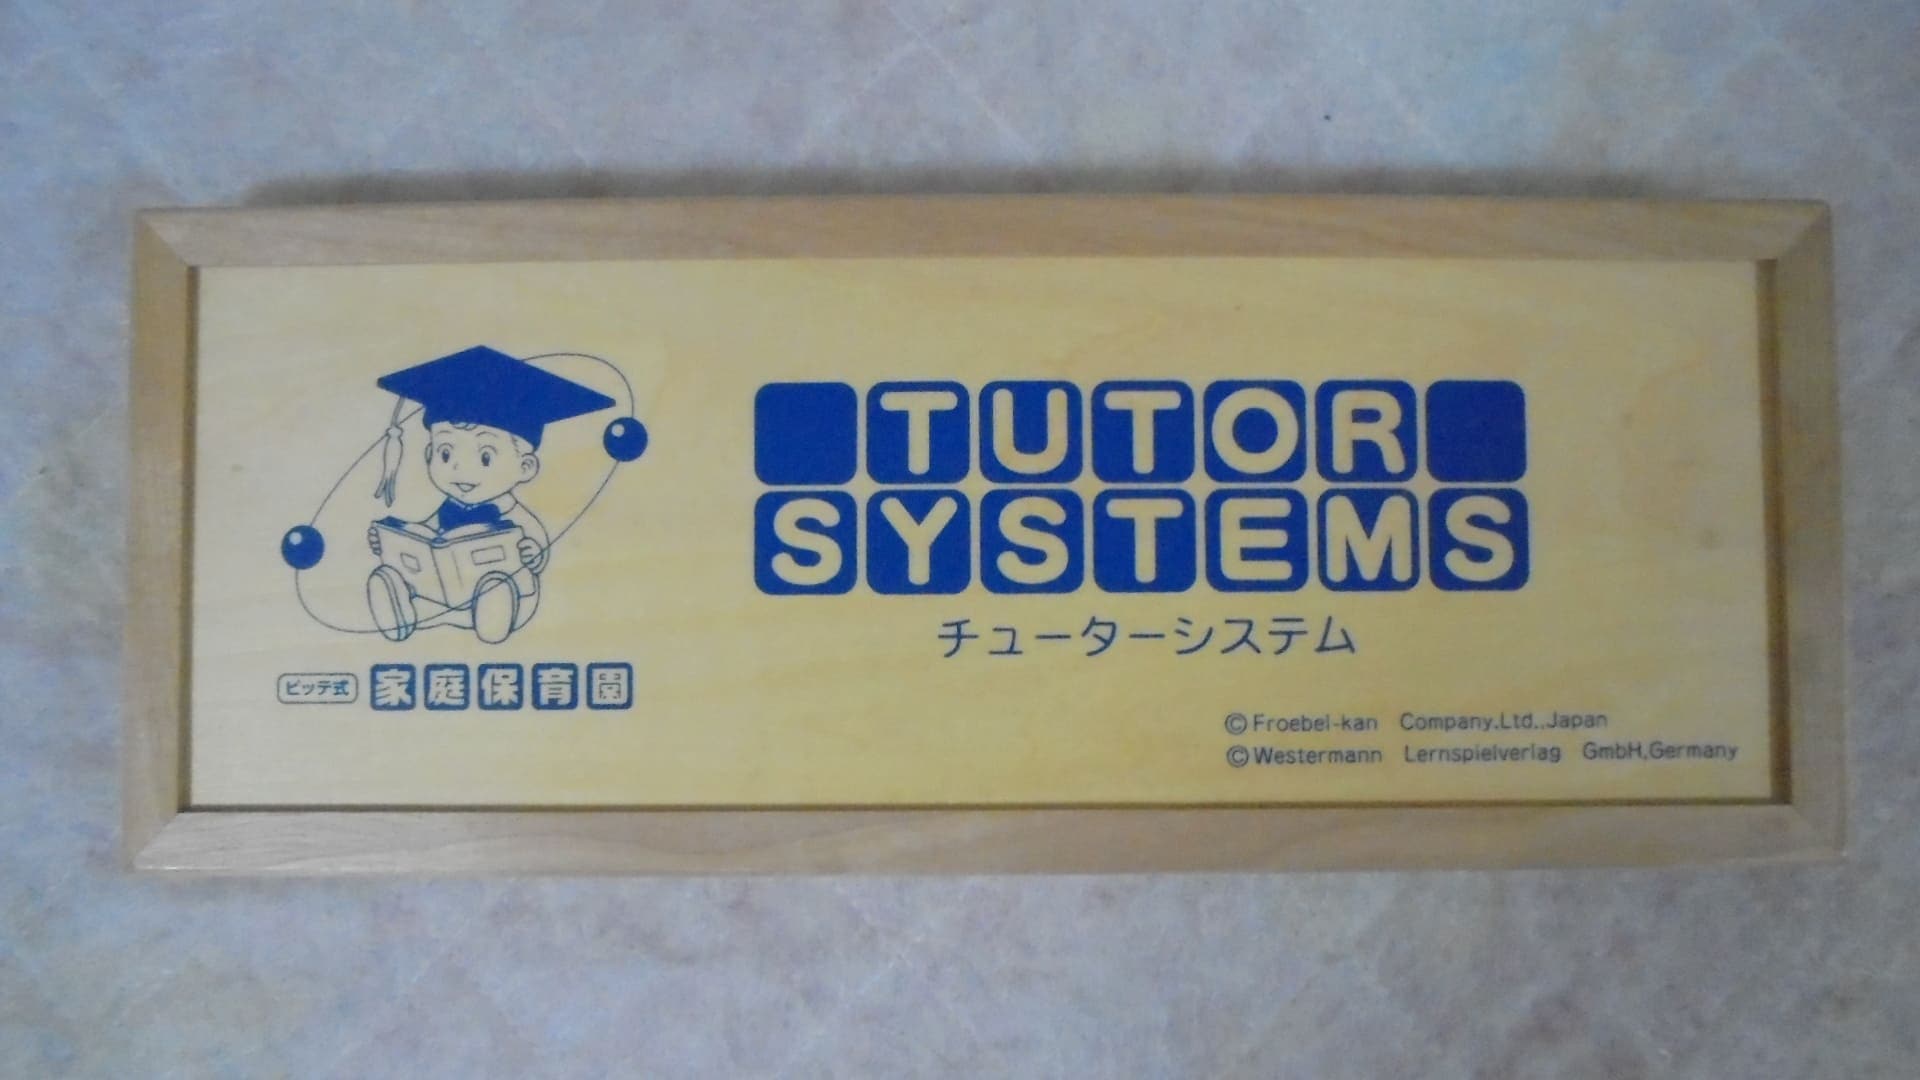 TUTOR
SYSTEMS
チューターシステム
ピッテ式 家庭保育園
©Froebel-kan Company.Ltd.,Japan
©Westermann Lernspielverlag GmbH,Germany